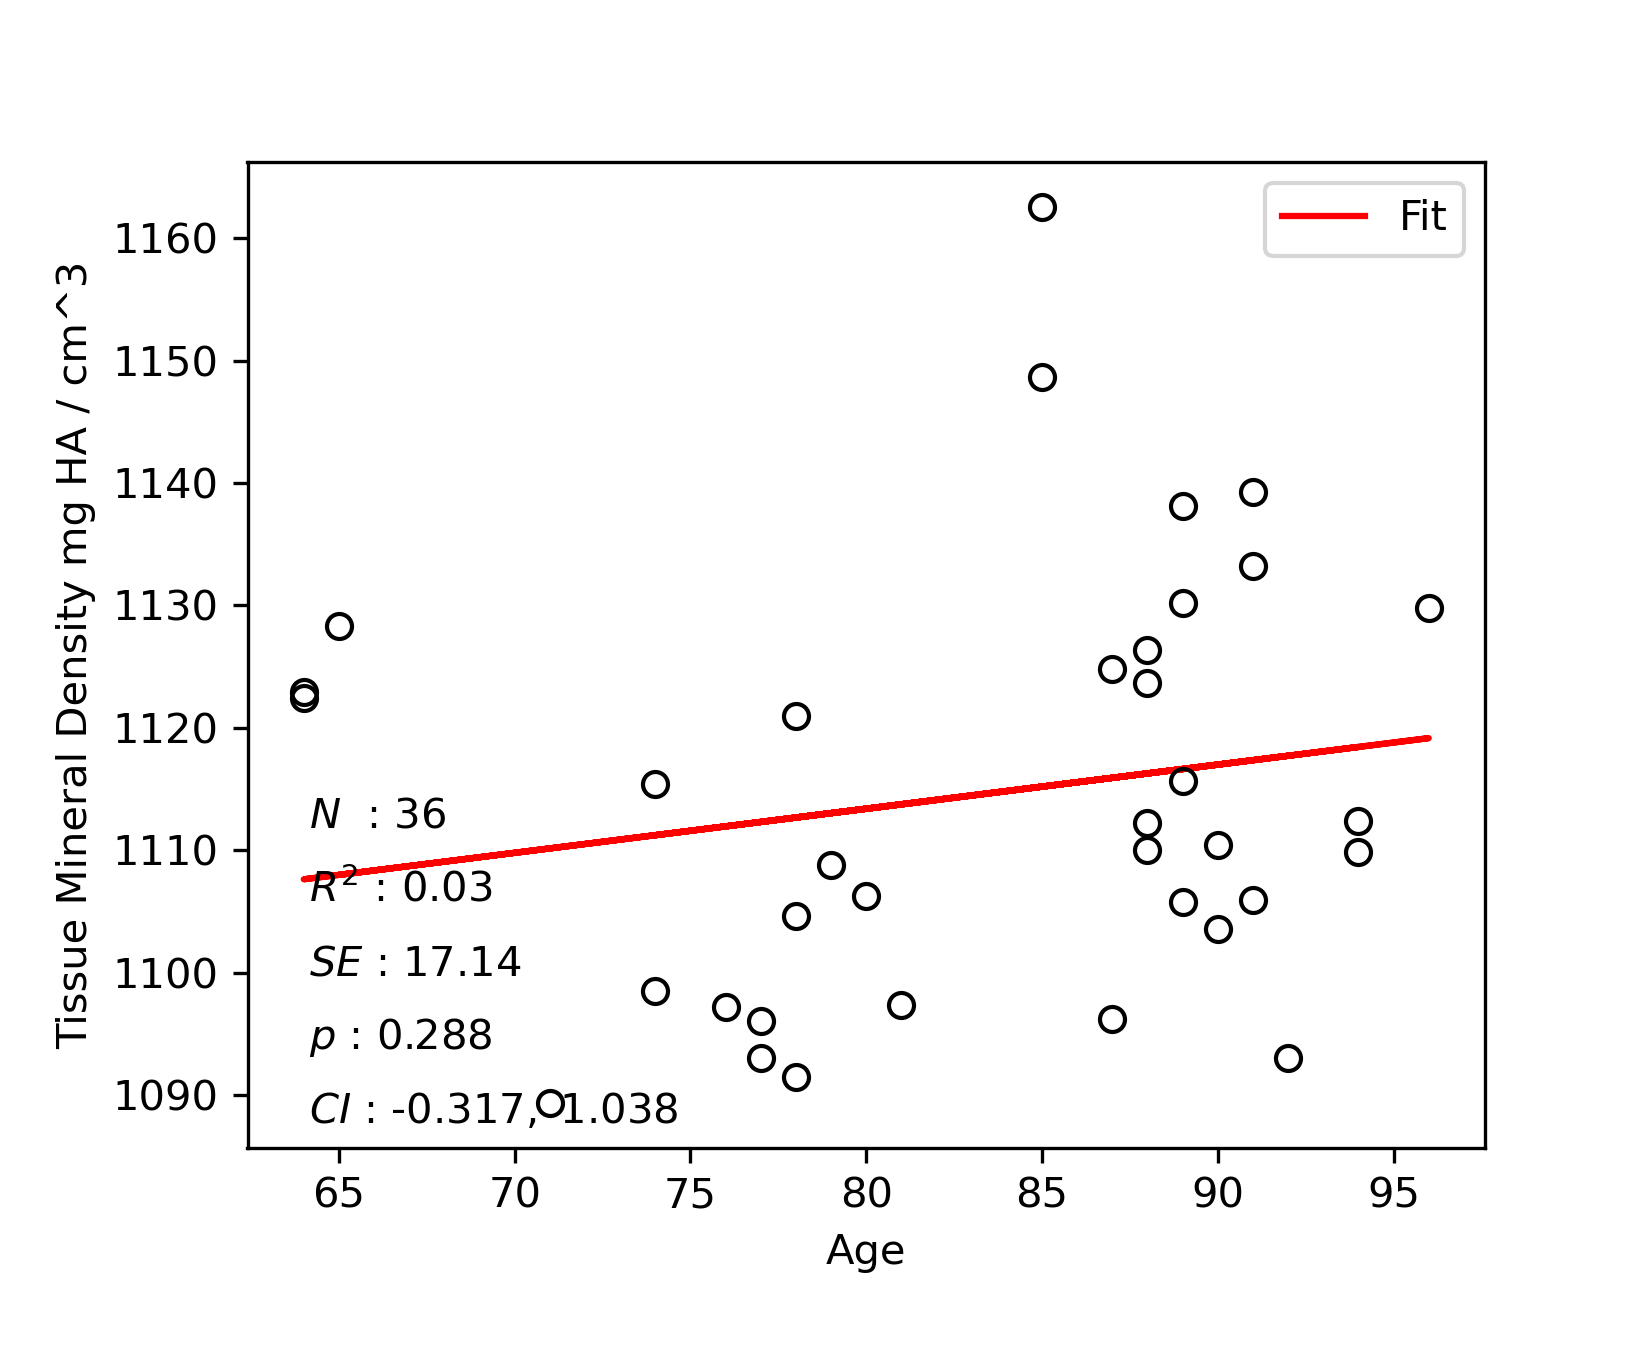 Fit
1160
1150
1140
1130
1120
1110
1100
1090
Tissue Mineral Density mg HA / cm^3
N : 36
R² : 0.03
SE : 17.14
p : 0.288
CI : -0.317, 1.038
65 70 75 80 85 90 95
Age